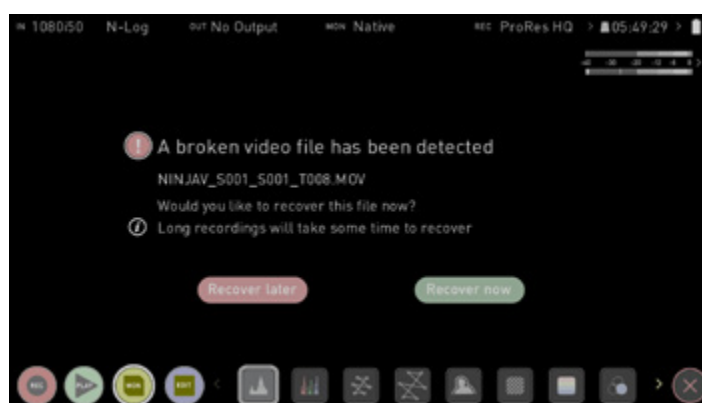 IN 1080i50 N-Log OUT No Output MON Native REC ProRes HQ > 05:49:29 >
A broken video file has been detected
NINJAV_S001_S001_T008.MOV
Would you like to recover this file now?
Long recordings will take some time to recover
Recover later Recover now
REC PLAY MON EDIT